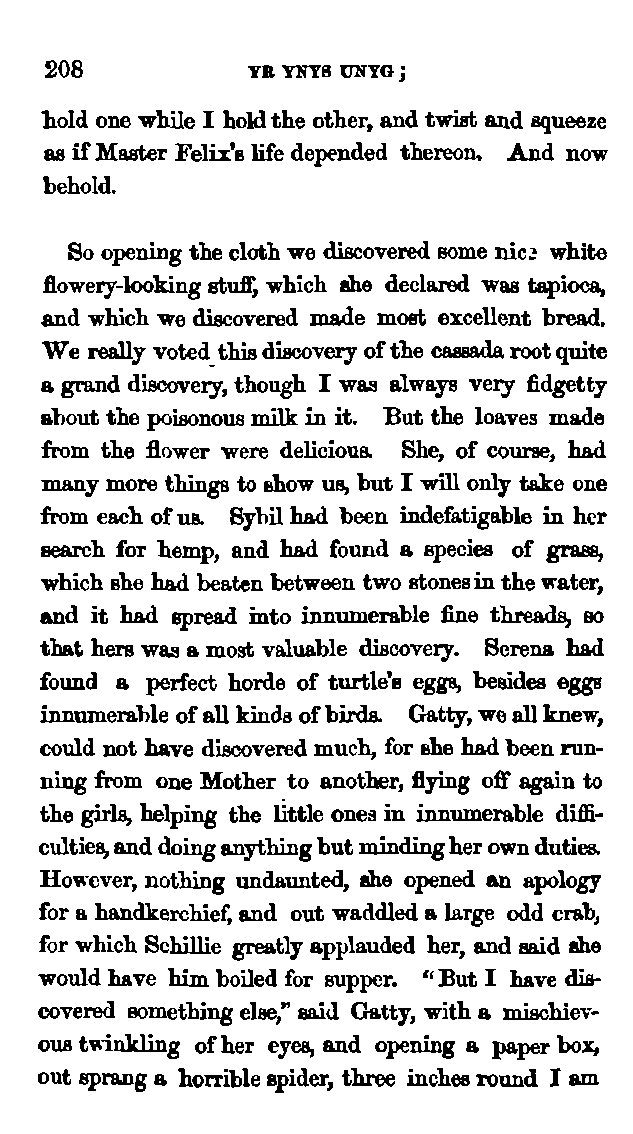 208 YR YNYS UNYG;
hold one while I hold the other, and twist and squeeze
as if Master Felix's life depended thereon. And now
behold.
So opening the cloth we discovered some nice white
flowery-looking stuff, which she declared was tapioca,
and which we discovered made most excellent bread.
We really voted this discovery of the cassada root quite
a grand discovery, though I was always very fidgetty
about the poisonous milk in it. But the loaves made
from the flower were delicious. She, of course, had
many more things to show us, but I will only take one
from each of us. Sybil had been indefatigable in her
search for hemp, and had found a species of grass,
which she had beaten between two stones in the water,
and it had spread into innumerable fine threads, so
that hers was a most valuable discovery. Serena had
found a perfect horde of turtle's eggs, besides eggs
innumerable of all kinds of birds. Gatty, we all knew,
could not have discovered much, for she had been run-
ning from one Mother to another, flying off again to
the girls, helping the little ones in innumerable diffi-
culties, and doing anything but minding her own duties.
However, nothing undaunted, she opened an apology
for a handkerchief, and out waddled a large odd crab,
for which Schillie greatly applauded her, and said she
would have him boiled for supper. "But I have dis-
covered something else," said Gatty, with a mischiev-
ous twinkling of her eyes, and opening a paper box,
out sprang a horrible spider, three inches round I am